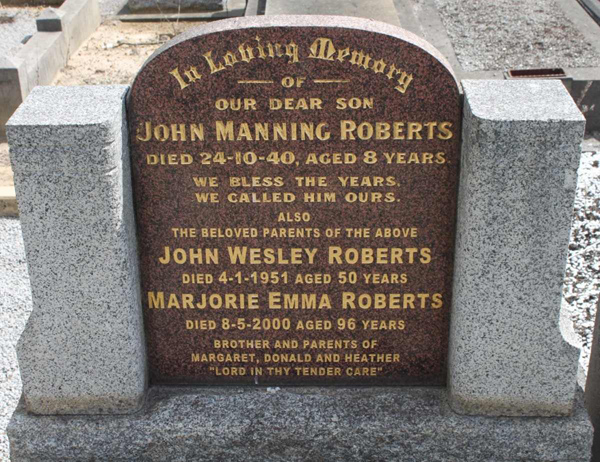 In Loving Memory
OF
OUR DEAR SON
JOHN MANNING ROBERTS
DIED 24-10-40, AGED 8 YEARS.
WE BLESS THE YEARS.
WE CALLED HIM OURS.
ALSO
THE BELOVED PARENTS OF THE ABOVE
JOHN WESLEY ROBERTS
DIED 4-1-1951 AGED 50 YEARS
MARJORIE EMMA ROBERTS
DIED 8-5-2000 AGED 96 YEARS
BROTHER AND PARENTS OF
MARGARET, DONALD AND HEATHER
"LORD IN THY TENDER CARE"